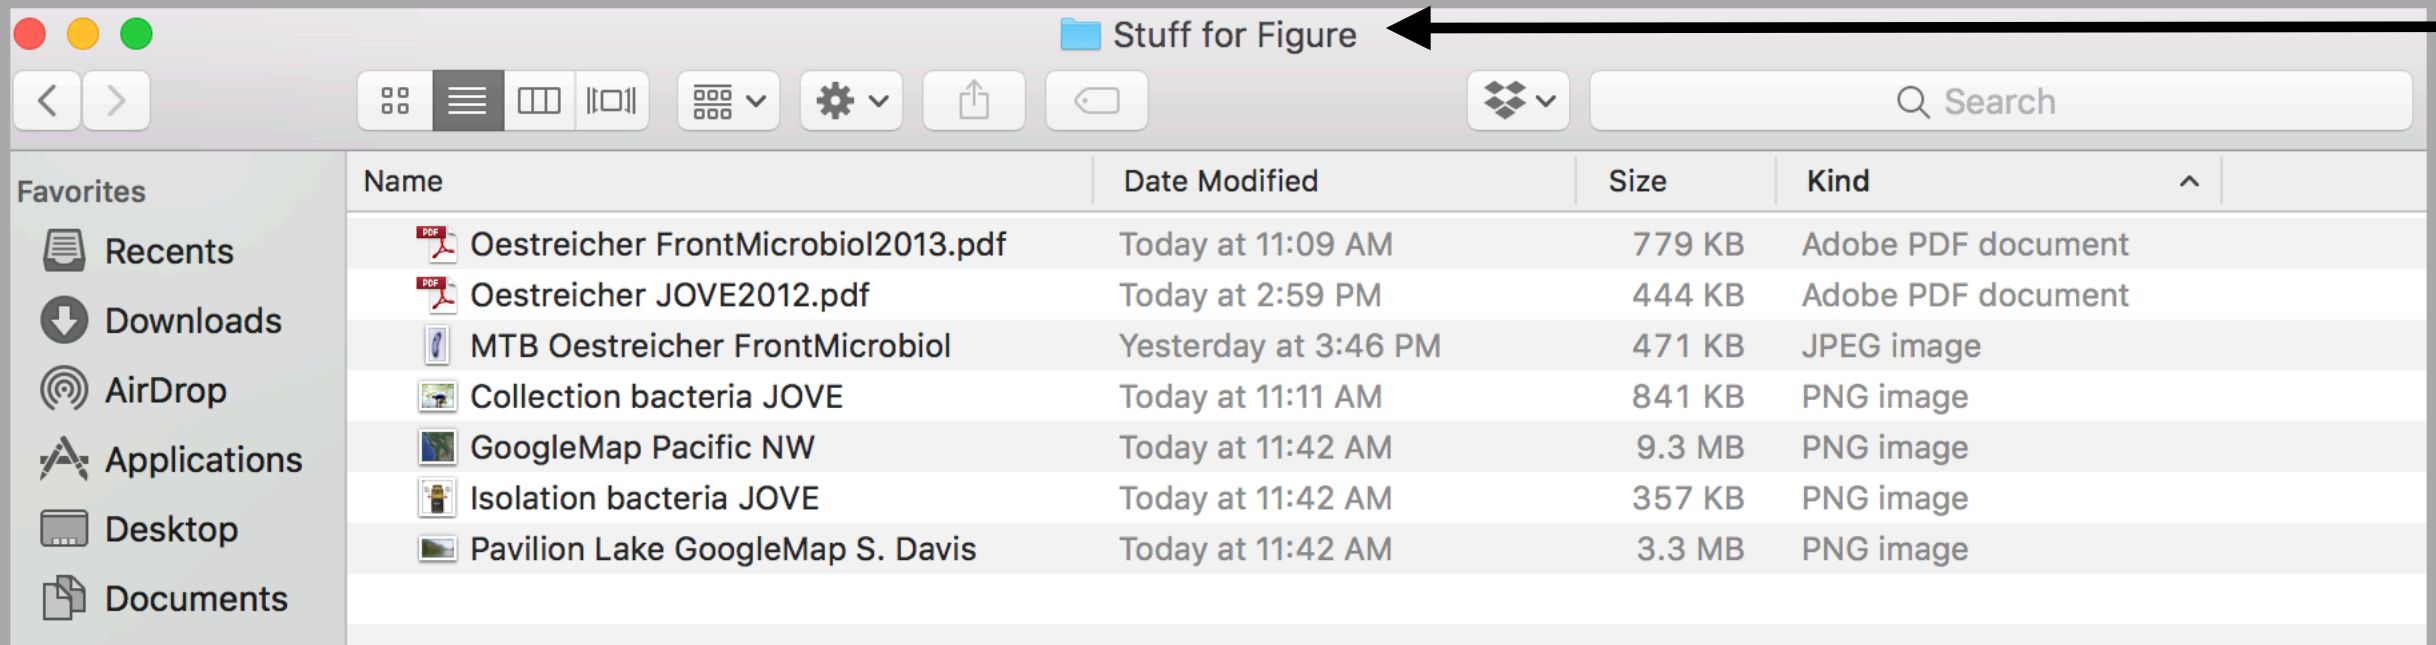 Stuff for Figure
Search
Favorites
Recents
Downloads
AirDrop
Applications
Desktop
Documents
Name Date Modified Size Kind
PDF Oestreicher FrontMicrobiol2013.pdf Today at 11:09 AM 779 KB Adobe PDF document
PDF Oestreicher JOVE2012.pdf Today at 2:59 PM 444 KB Adobe PDF document
MTB Oestreicher FrontMicrobiol Yesterday at 3:46 PM 471 KB JPEG image
Collection bacteria JOVE Today at 11:11 AM 841 KB PNG image
GoogleMap Pacific NW Today at 11:42 AM 9.3 MB PNG image
Isolation bacteria JOVE Today at 11:42 AM 357 KB PNG image
Pavilion Lake GoogleMap S. Davis Today at 11:42 AM 3.3 MB PNG image